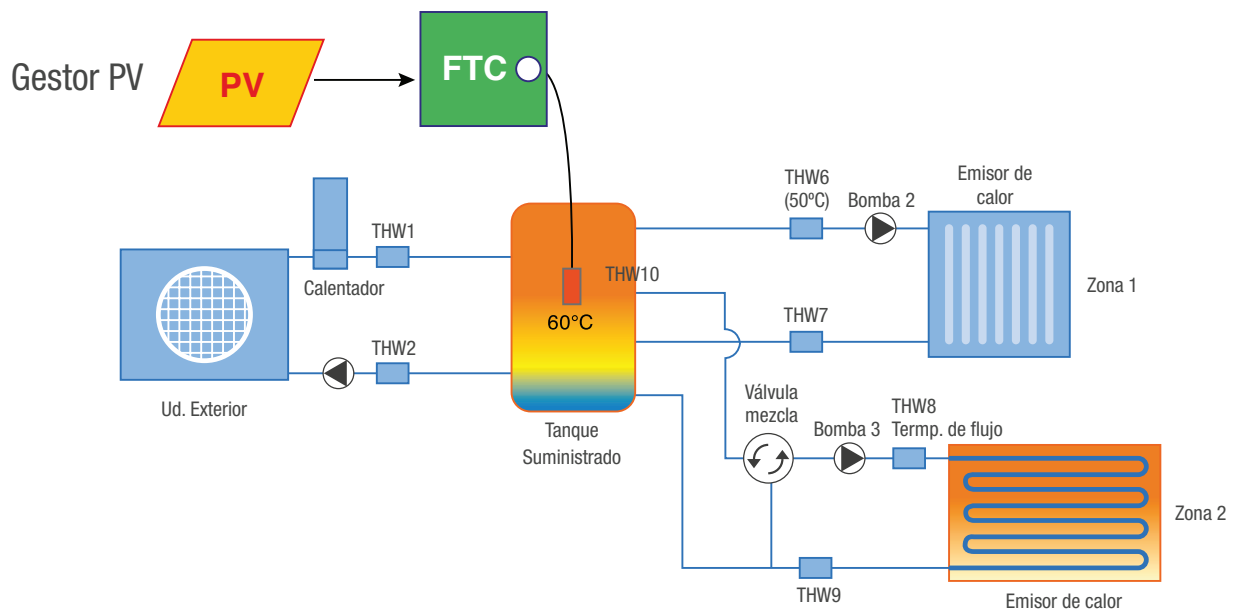 Gestor PV
PV
FTC
THW1
Calentador
THW2
Ud. Exterior
THW10
60°C
Tanque
Suministrado
THW6
(50ºC)
Bomba 2
Emisor de
calor
Zona 1
THW7
Válvula
mezcla
Bomba 3
THW8
Termp. de flujo
Zona 2
THW9
Emisor de calor